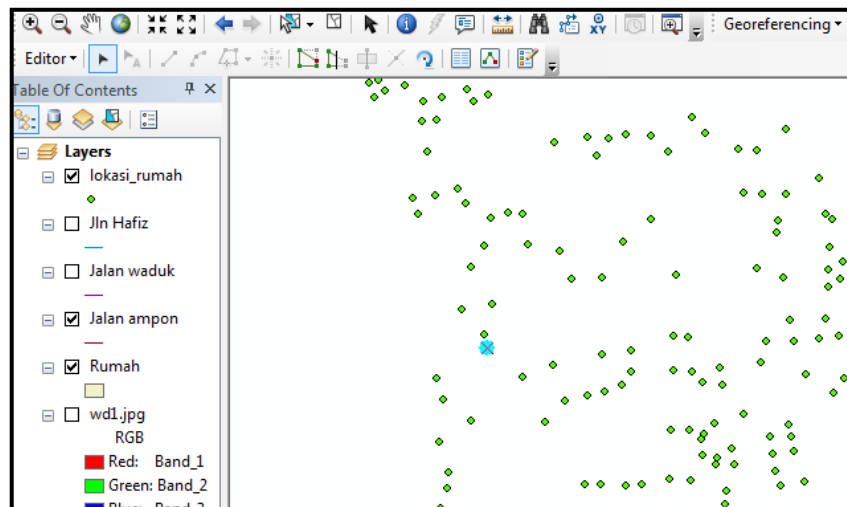 Georeferencing
Editor
Table Of Contents
Layers
lokasi_rumah
Jln Hafiz
Jalan waduk
Jalan ampon
Rumah
wd1.jpg
RGB
Red: Band_1
Green: Band_2